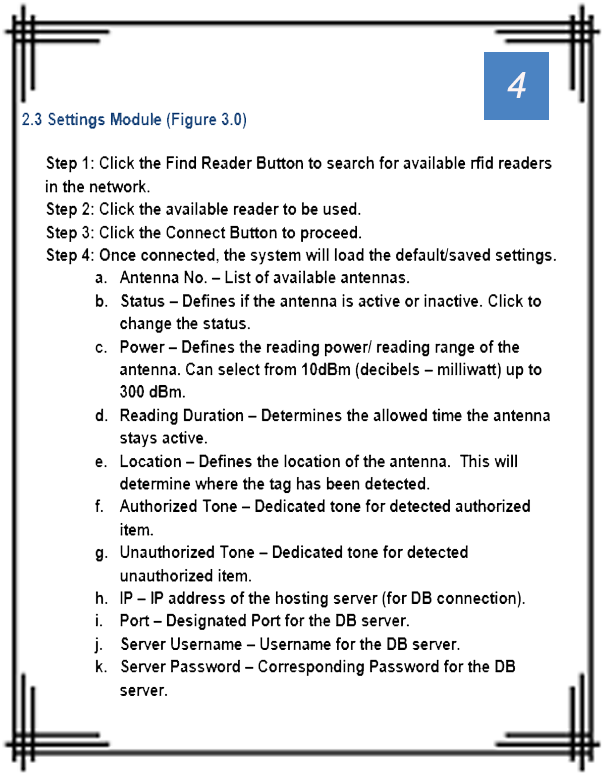 4
2.3 Settings Module (Figure 3.0)
Step 1: Click the Find Reader Button to search for available rfid readers
in the network.
Step 2: Click the available reader to be used.
Step 3: Click the Connect Button to proceed.
Step 4: Once connected, the system will load the default/saved settings.
a. Antenna No. – List of available antennas.
b. Status – Defines if the antenna is active or inactive. Click to
change the status.
c. Power – Defines the reading power/ reading range of the
antenna. Can select from 10dBm (decibels – milliwatt) up to
300 dBm.
d. Reading Duration – Determines the allowed time the antenna
stays active.
e. Location – Defines the location of the antenna. This will
determine where the tag has been detected.
f. Authorized Tone – Dedicated tone for detected authorized
item.
g. Unauthorized Tone – Dedicated tone for detected
unauthorized item.
h. IP – IP address of the hosting server (for DB connection).
i. Port – Designated Port for the DB server.
j. Server Username – Username for the DB server.
k. Server Password – Corresponding Password for the DB
server.